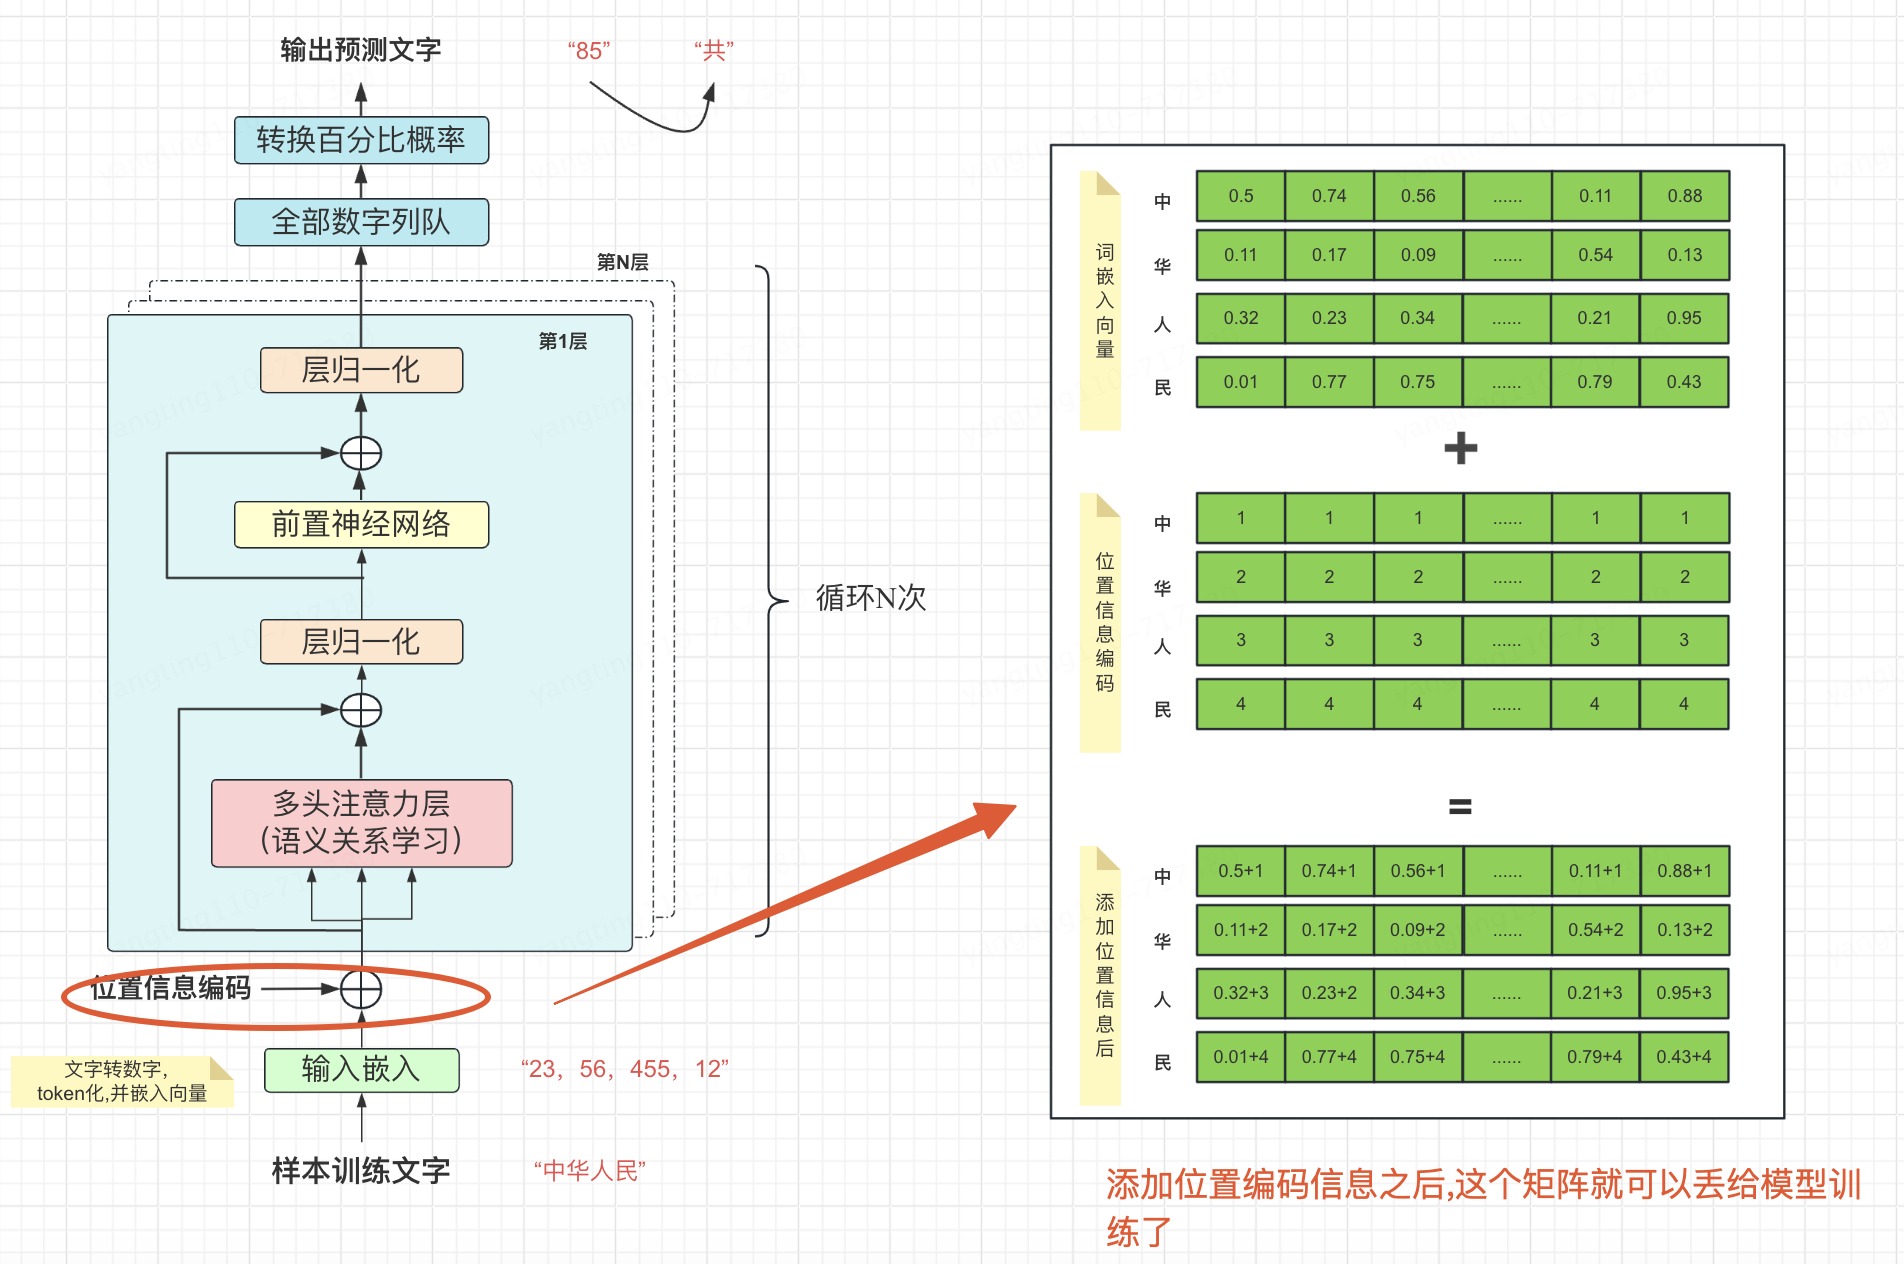 输出预测文字
“85”
“共”
转换百分比概率
全部数字列队
第N层
第1层
层归一化
前置神经网络
层归一化
多头注意力层
（语义关系学习）
循环N次
位置信息编码
输入嵌入
文字转数字，
token化,并嵌入向量
“23，56，455，12”
样本训练文字
“中华人民”
词嵌入向量
中 0.5 0.74 0.56 ...... 0.11 0.88
华 0.11 0.17 0.09 ...... 0.54 0.13
人 0.32 0.23 0.34 ...... 0.21 0.95
民 0.01 0.77 0.75 ...... 0.79 0.43
+
位置信息编码
中 1 1 1 ...... 1 1
华 2 2 2 ...... 2 2
人 3 3 3 ...... 3 3
民 4 4 4 ...... 4 4
=
添加位置信息后
中 0.5+1 0.74+1 0.56+1 ...... 0.11+1 0.88+1
华 0.11+2 0.17+2 0.09+2 ...... 0.54+2 0.13+2
人 0.32+3 0.23+2 0.34+3 ...... 0.21+3 0.95+3
民 0.01+4 0.77+4 0.75+4 ...... 0.79+4 0.43+4
添加位置编码信息之后,这个矩阵就可以丢给模型训
练了